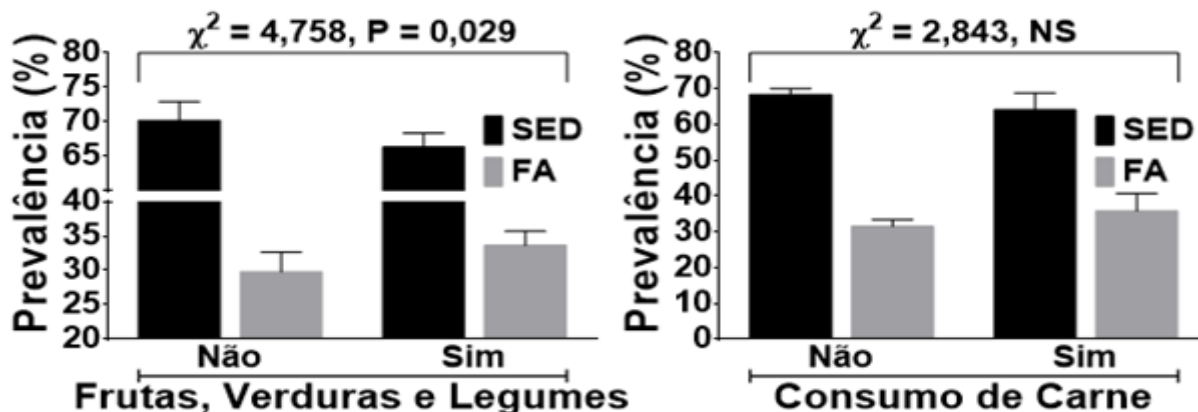 χ² = 4,758, P = 0,029
Prevalência (%)
80
75
70
65
40
35
30
25
20
SED
FA
Não
Sim
Frutas, Verduras e Legumes
χ² = 2,843, NS
Prevalência (%)
80
70
60
50
40
30
20
10
0
SED
FA
Não
Sim
Consumo de Carne